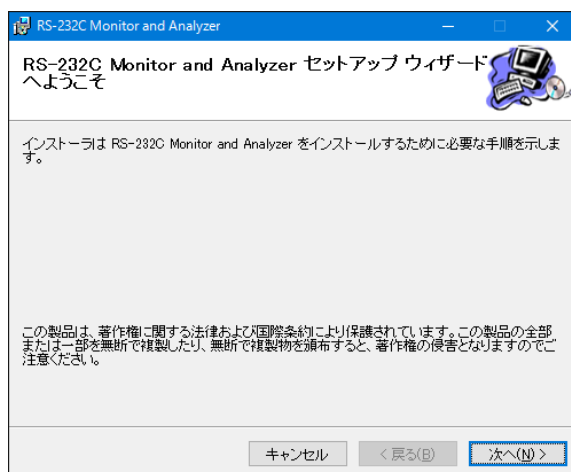 RS-232C Monitor and Analyzer
RS-232C Monitor and Analyzer セットアップ ウィザード
へようこそ
インストーラは RS-232C Monitor and Analyzer をインストールするために必要な手順を示しま
す。
この製品は、著作権に関する法律および国際条約により保護されています。この製品の全部
または一部を無断で複製したり、無断で複製物を頒布すると、著作権の侵害となりますのでご
注意ください。
キャンセル
< 戻る(B)
次へ(N) >